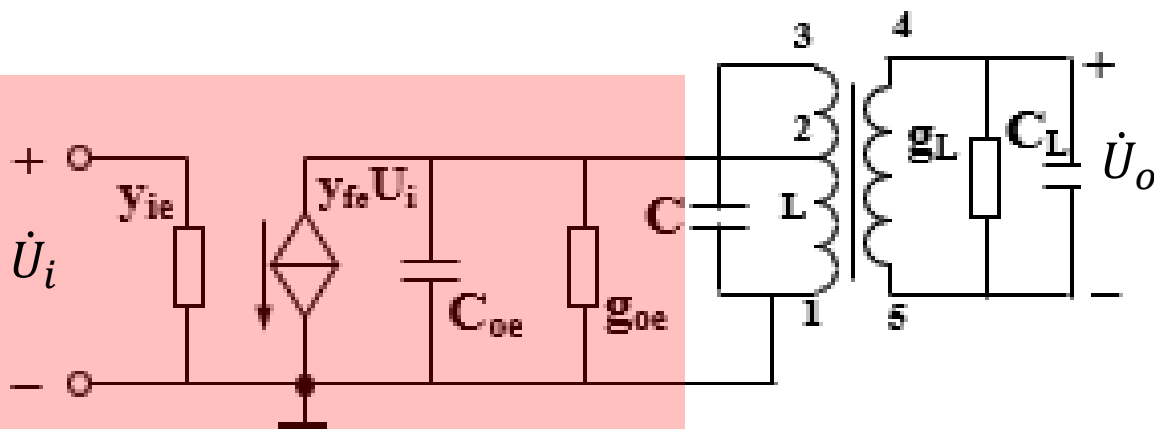 3
4
+
2
g_L
C_L
U̇_o
+
y_ie
y_fe U_i
C
L
U̇_i
C_oe
g_oe
1
5
−
−